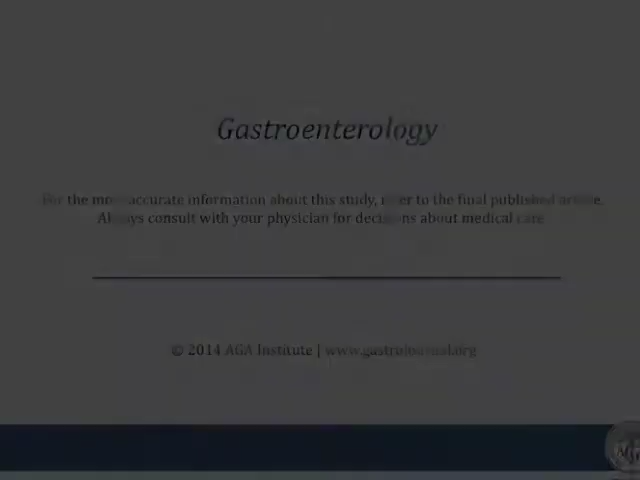 Gastroenterology
For the most accurate information about this study, refer to the final published article.
Always consult with your physician for decisions about medical care
© 2014 AGA Institute | www.gastrojournal.org